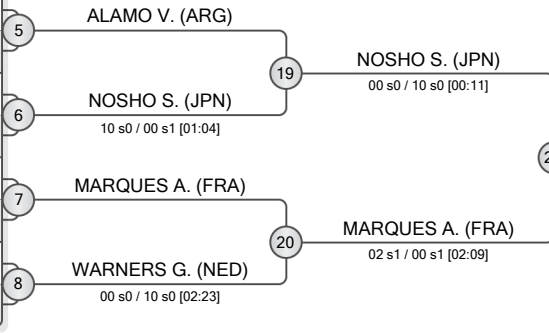 5
ALAMO V. (ARG)
19
NOSHO S. (JPN)
00 s0 / 10 s0 [00:11]
6
NOSHO S. (JPN)
10 s0 / 00 s1 [01:04]
2
7
MARQUES A. (FRA)
20
MARQUES A. (FRA)
02 s1 / 00 s1 [02:09]
8
WARNERS G. (NED)
00 s0 / 10 s0 [02:23]